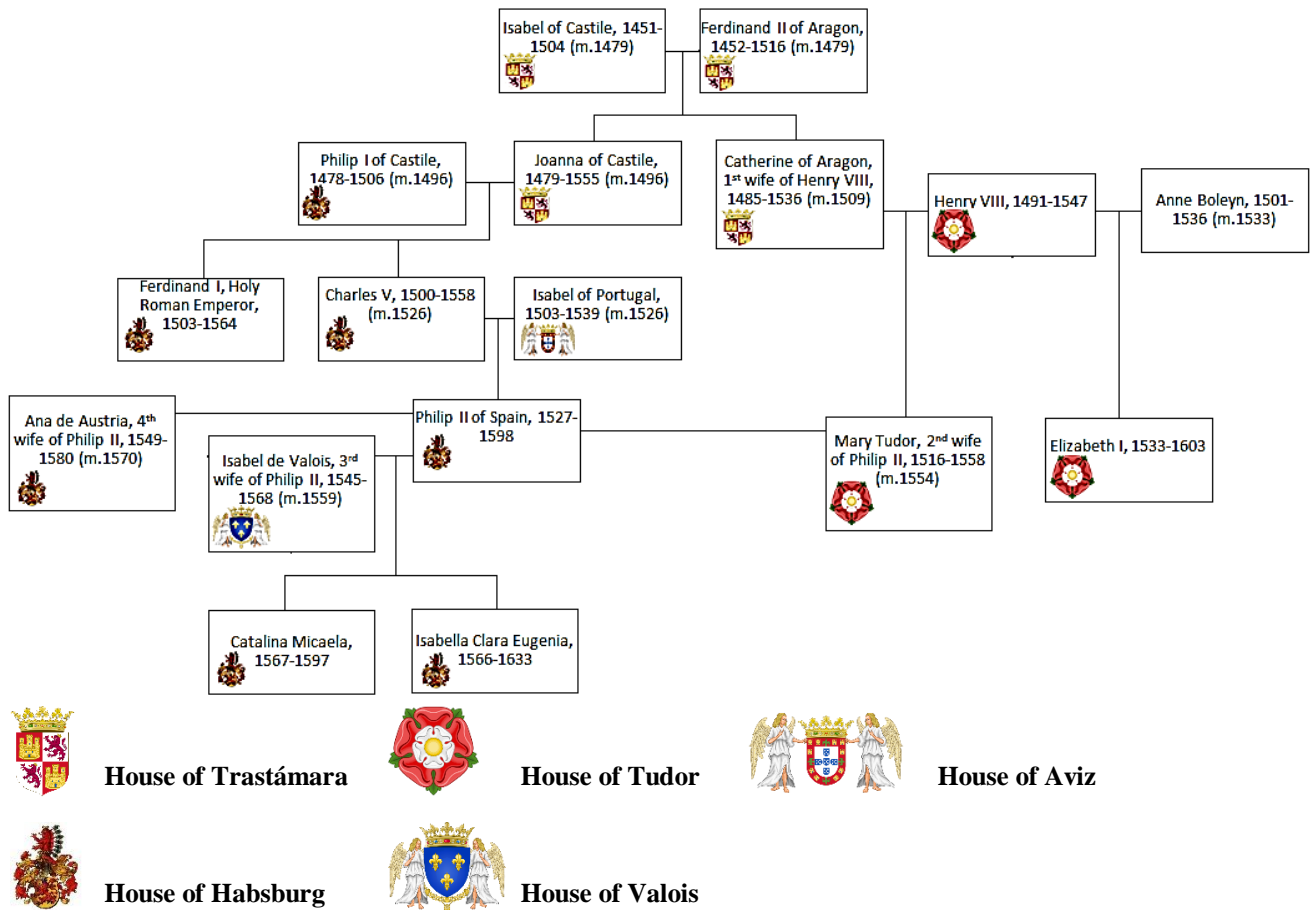 Isabel of Castile, 1451-
1504 (m.1479)
Ferdinand II of Aragon,
1452-1516 (m.1479)
Philip I of Castile,
1478-1506 (m.1496)
Joanna of Castile,
1479-1555 (m.1496)
Catherine of Aragon,
1st wife of Henry VIII,
1485-1536 (m.1509)
Henry VIII, 1491-1547
Anne Boleyn, 1501-
1536 (m.1533)
Ferdinand I, Holy
Roman Emperor,
1503-1564
Charles V, 1500-1558
(m.1526)
Isabel of Portugal,
1503-1539 (m.1526)
Ana de Austria, 4th
wife of Philip II, 1549-
1580 (m.1570)
Isabel de Valois, 3rd
wife of Philip II, 1545-
1568 (m.1559)
Philip II of Spain, 1527-
1598
Mary Tudor, 2nd wife
of Philip II, 1516-1558
(m.1554)
Elizabeth I, 1533-1603
Catalina Micaela,
1567-1597
Isabella Clara Eugenia,
1566-1633
House of Trastámara
House of Tudor
House of Aviz
House of Habsburg
House of Valois